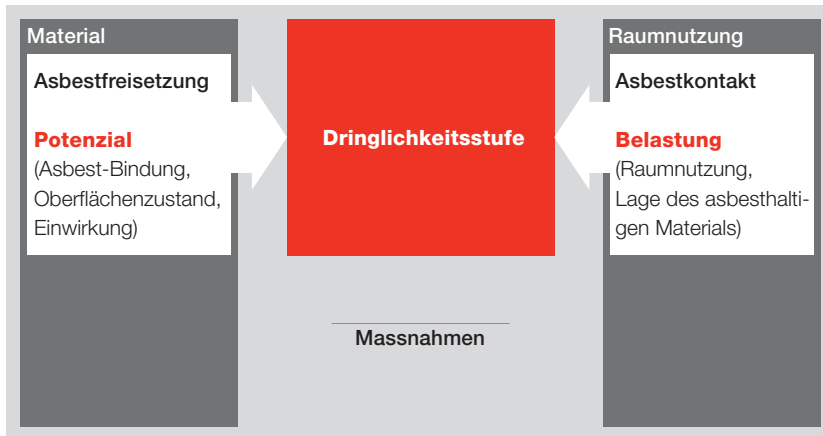 Material
Asbestfreisetzung
Potenzial
(Asbest-Bindung,
Oberflächenzustand,
Einwirkung)
Dringlichkeitsstufe
Massnahmen
Raumnutzung
Asbestkontakt
Belastung
(Raumnutzung,
Lage des asbesthalti-
gen Materials)